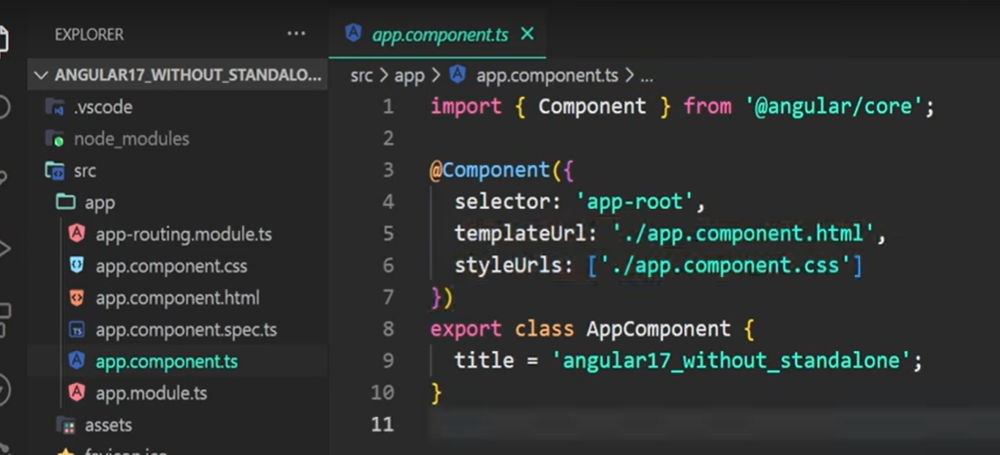 EXPLORER
ANGULAR17_WITHOUT_STANDALO...
.vscode
node_modules
src
app
app-routing.module.ts
app.component.css
app.component.html
TS app.component.spec.ts
app.component.ts
app.module.ts
assets
favicon.ico
app.component.ts
src > app > app.component.ts > ...
1 import { Component } from '@angular/core';
2
3 @Component({
4 selector: 'app-root',
5 templateUrl: './app.component.html',
6 styleUrls: ['./app.component.css']
7 })
8 export class AppComponent {
9 title = 'angular17_without_standalone';
10 }
11